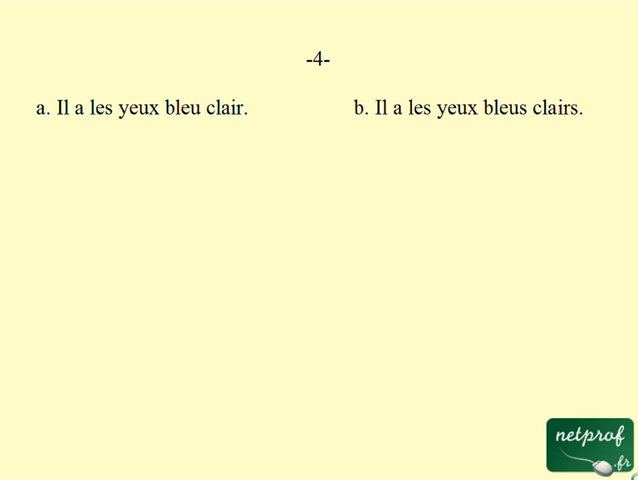 -4-
a. Il a les yeux bleu clair. b. Il a les yeux bleus clairs.
netprof
.fr